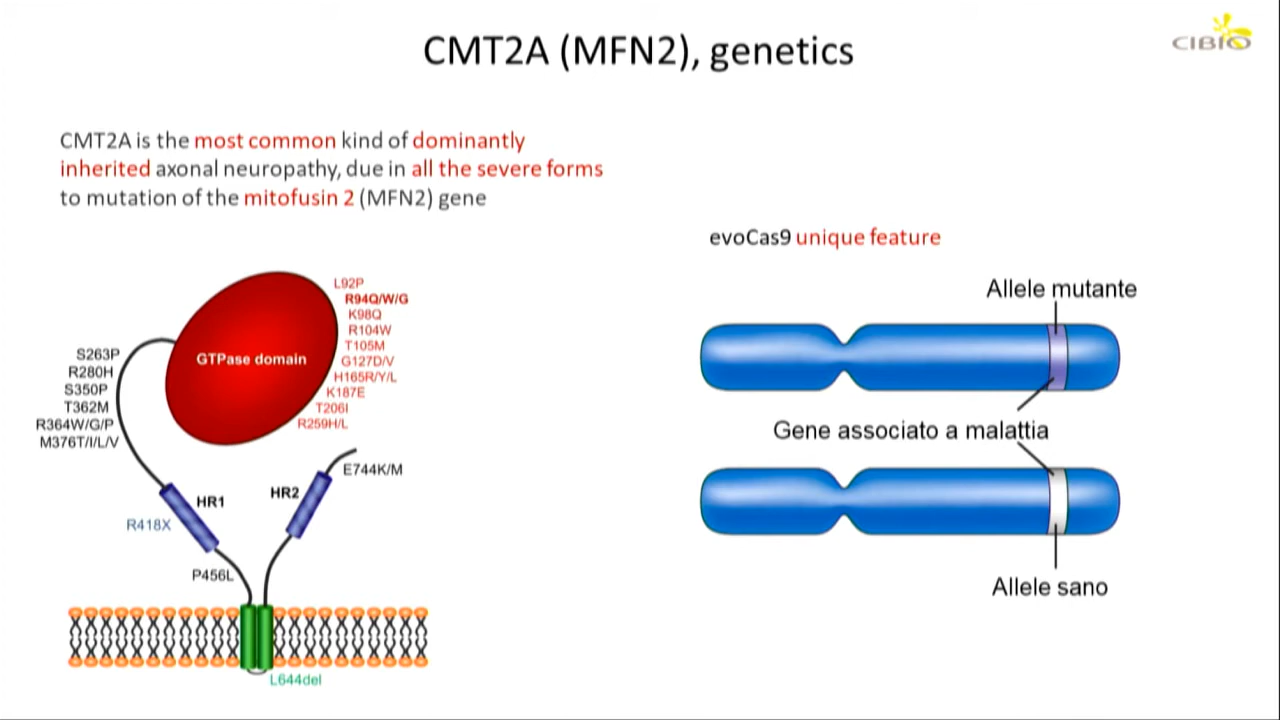 CMT2A (MFN2), genetics
CIBIO
CMT2A is the most common kind of dominantly
inherited axonal neuropathy, due in all the severe forms
to mutation of the mitofusin 2 (MFN2) gene
GTPase domain
L92P
R94Q/W/G
K98Q
R104W
T105M
G127D/V
H165R/Y/L
K187E
T206I
R259H/L
S263P
R280H
S350P
T362M
R364W/G/P
M376T/I/L/V
HR1
HR2
E744K/M
R418X
P456L
L644del
evoCas9 unique feature
Allele mutante
Gene associato a malattia
Allele sano